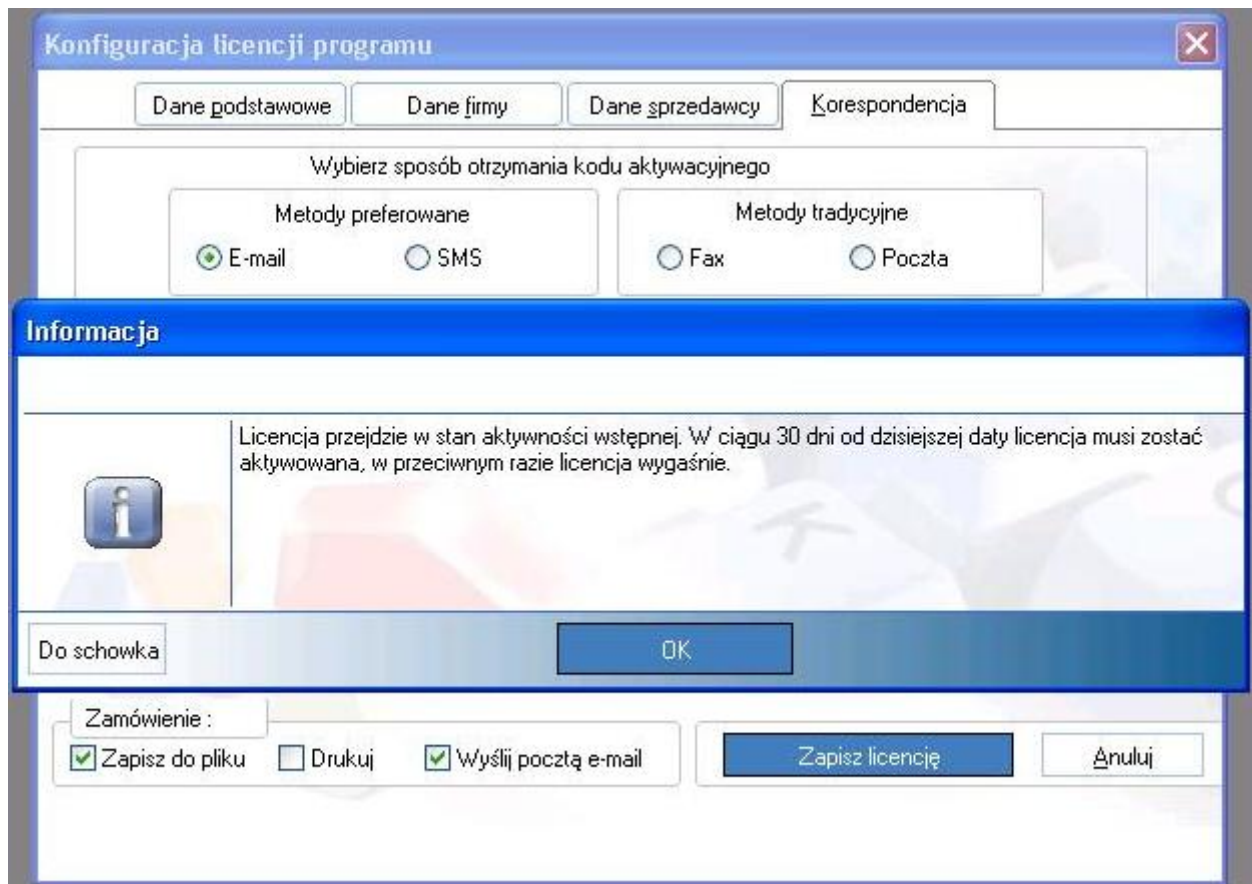 Konfiguracja licencji programu
Dane podstawowe Dane firmy Dane sprzedawcy Korespondencja
Wybierz sposób otrzymania kodu aktywacyjnego
Metody preferowane Metody tradycyjne
E-mail SMS Fax Poczta
Informacja
Licencja przejdzie w stan aktywności wstępnej. W ciągu 30 dni od dzisiejszej daty licencja musi zostać
aktywowana, w przeciwnym razie licencja wygaśnie.
Do schowka OK
Zamówienie :
Zapisz do pliku Drukuj Wyślij pocztą e-mail Zapisz licencję Anuluj